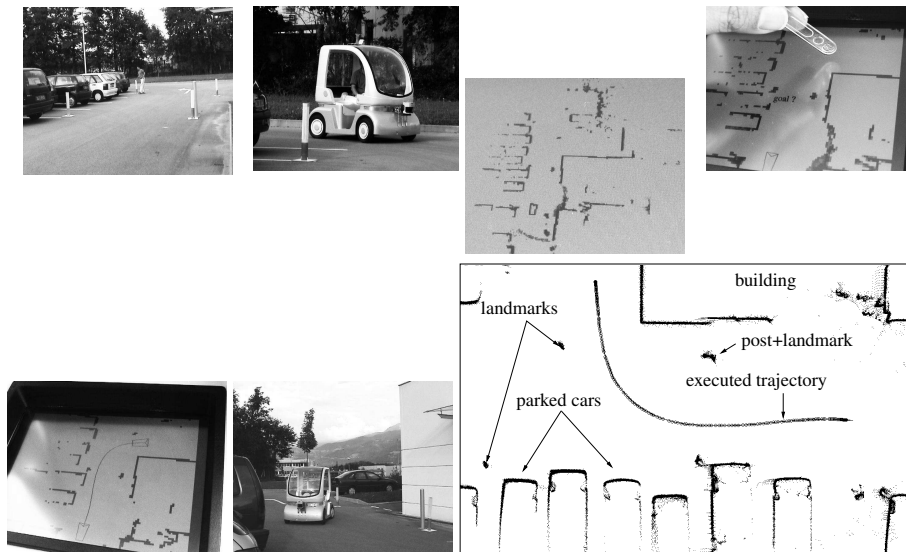 goal ?
building
landmarks
post+landmark
executed trajectory
parked cars